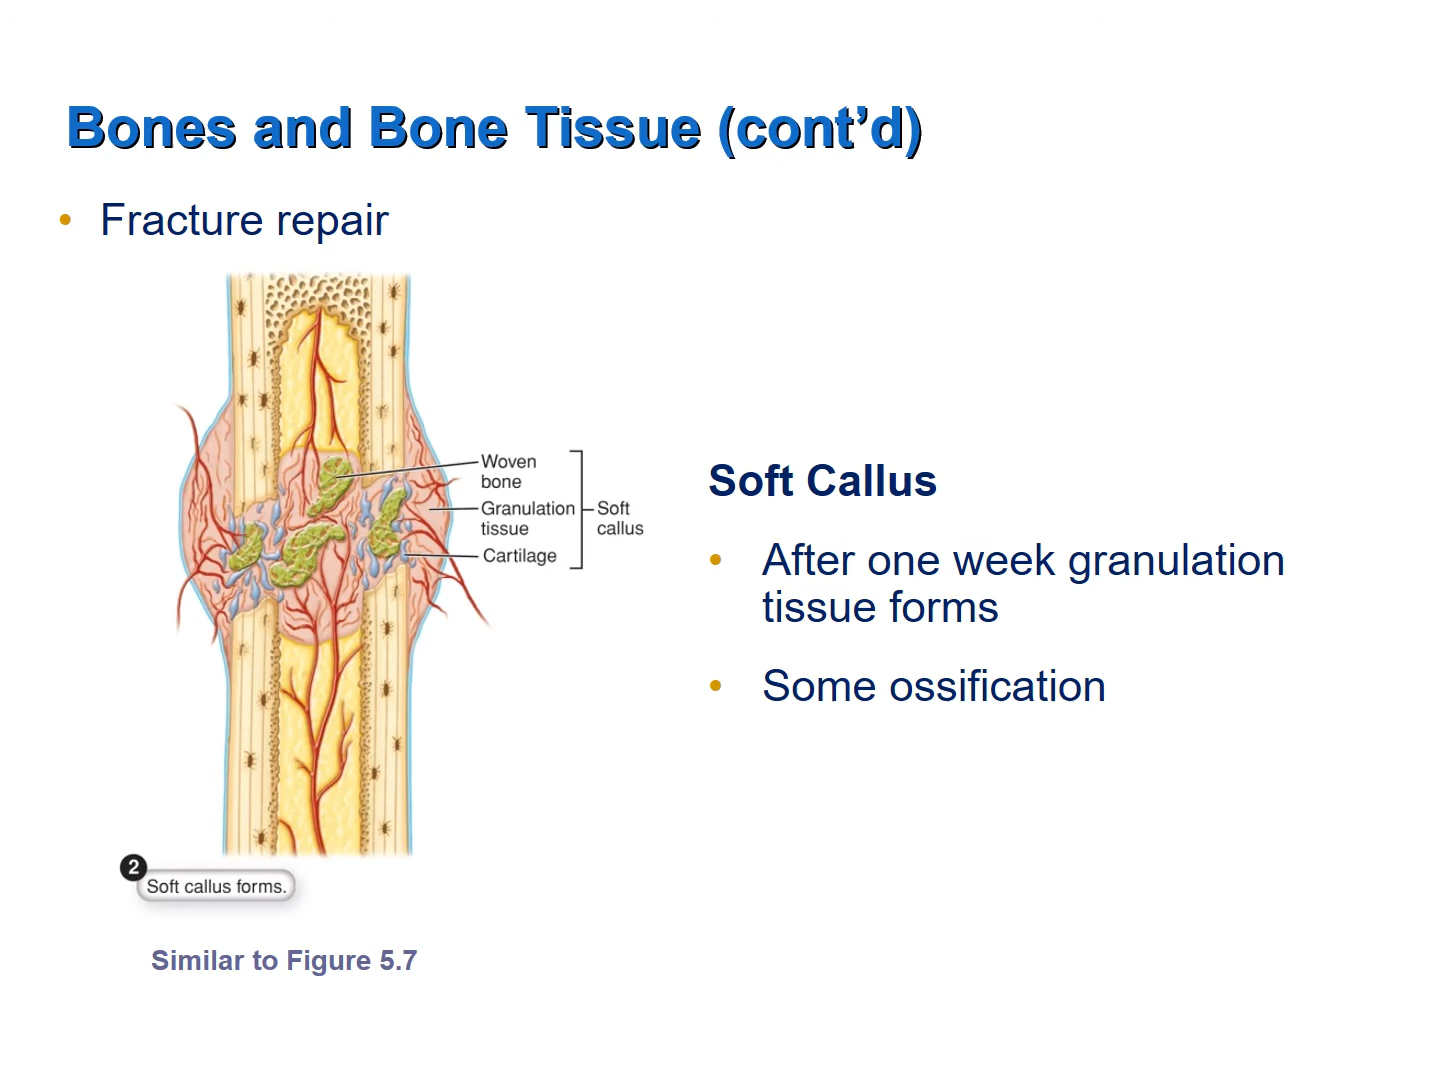 Bones and Bone Tissue (cont’d)
• Fracture repair
Woven
bone
Granulation
tissue
Cartilage
Soft
callus
2
Soft callus forms.
Similar to Figure 5.7
Soft Callus
• After one week granulation
tissue forms
• Some ossification